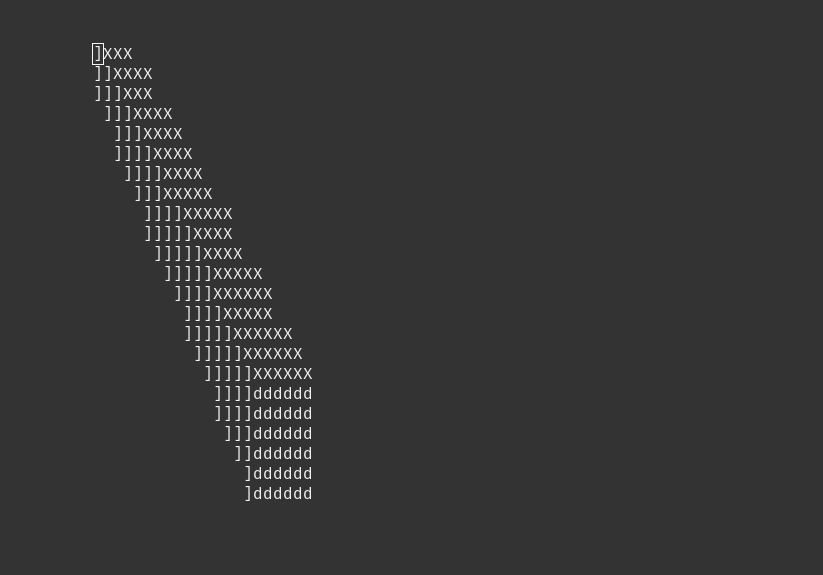 ]XXX
]]XXXX
]]]XXX
 ]]]XXXX
  ]]]XXXX
  ]]]]XXXX
   ]]]]XXXX
    ]]]XXXXX
     ]]]]XXXXX
     ]]]]]XXXX
      ]]]]]XXXX
       ]]]]]XXXXX
        ]]]]XXXXXX
         ]]]]XXXXX
         ]]]]]XXXXXX
          ]]]]]XXXXXX
           ]]]]]XXXXXX
            ]]]]dddddd
            ]]]]dddddd
             ]]]dddddd
              ]]dddddd
               ]dddddd
               ]dddddd